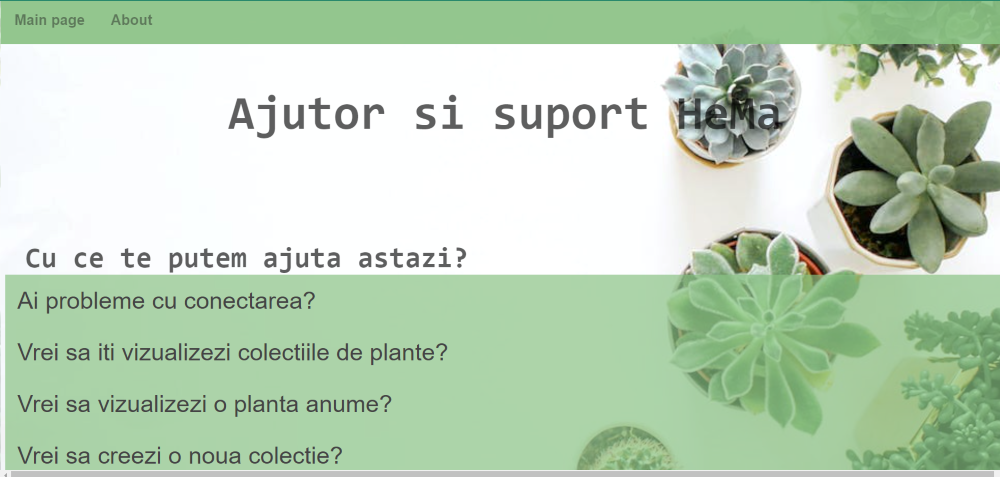 Main page About
Ajutor si suport HeMa
Cu ce te putem ajuta astazi?
Ai probleme cu conectarea?
Vrei sa iti vizualizezi colectiile de plante?
Vrei sa vizualizezi o planta anume?
Vrei sa creezi o noua colectie?